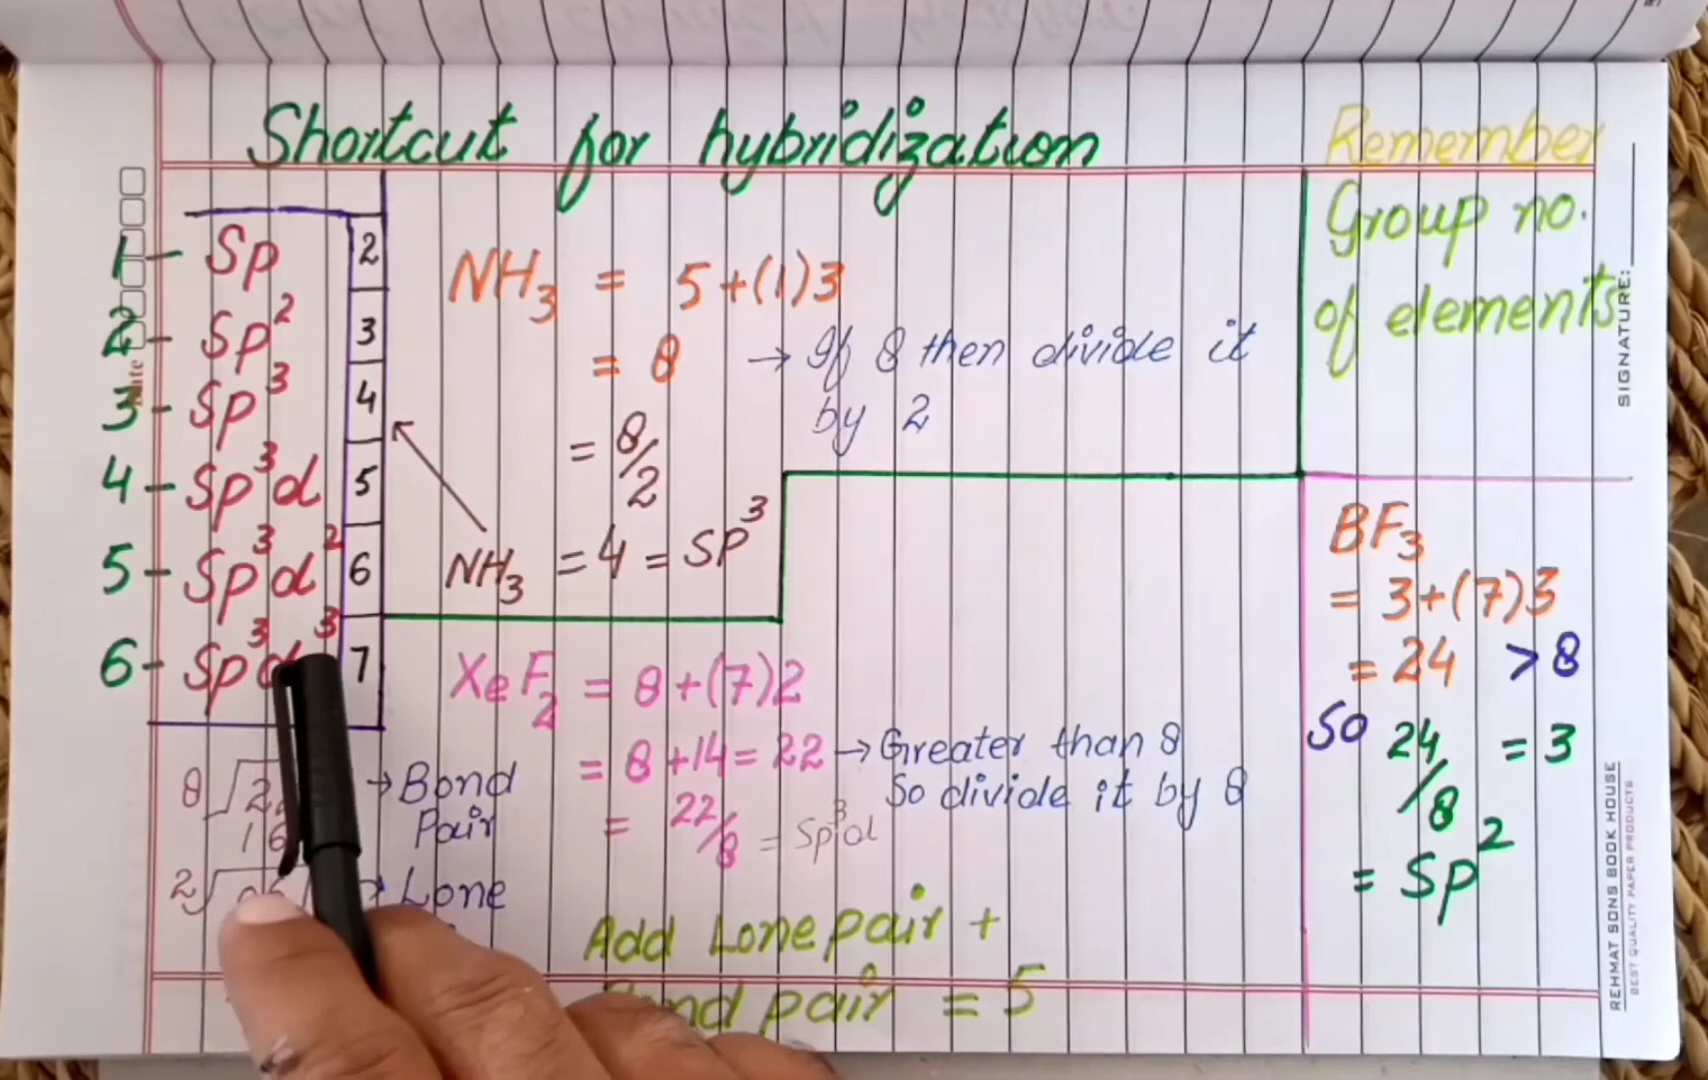 Shortcut for hybridization
Remember
Group no.
of elements
1- Sp 2
2- Sp² 3
3- Sp³ 4
4- Sp³d 5
5- Sp³d² 6
6- Sp³d³ 7
NH₃ = 5+(1)3
= 8 → If 8 then divide it
by 2
= 8/2
NH₃ = 4 = SP³
XeF₂ = 8+(7)2
= 8+14 = 22 → Greater than 8
So divide it by 8
= 22/8 = Sp³d
Add Lone pair +
pair = 5
8
16
→ Bond
Pair
2
Lone
BF₃
= 3+(7)3
= 24 > 8
So 24/8 = 3
= Sp²
Date
SIGNATURE:
REHMAT SONS BOOK HOUSE
BEST QUALITY PAPER PRODUCTS